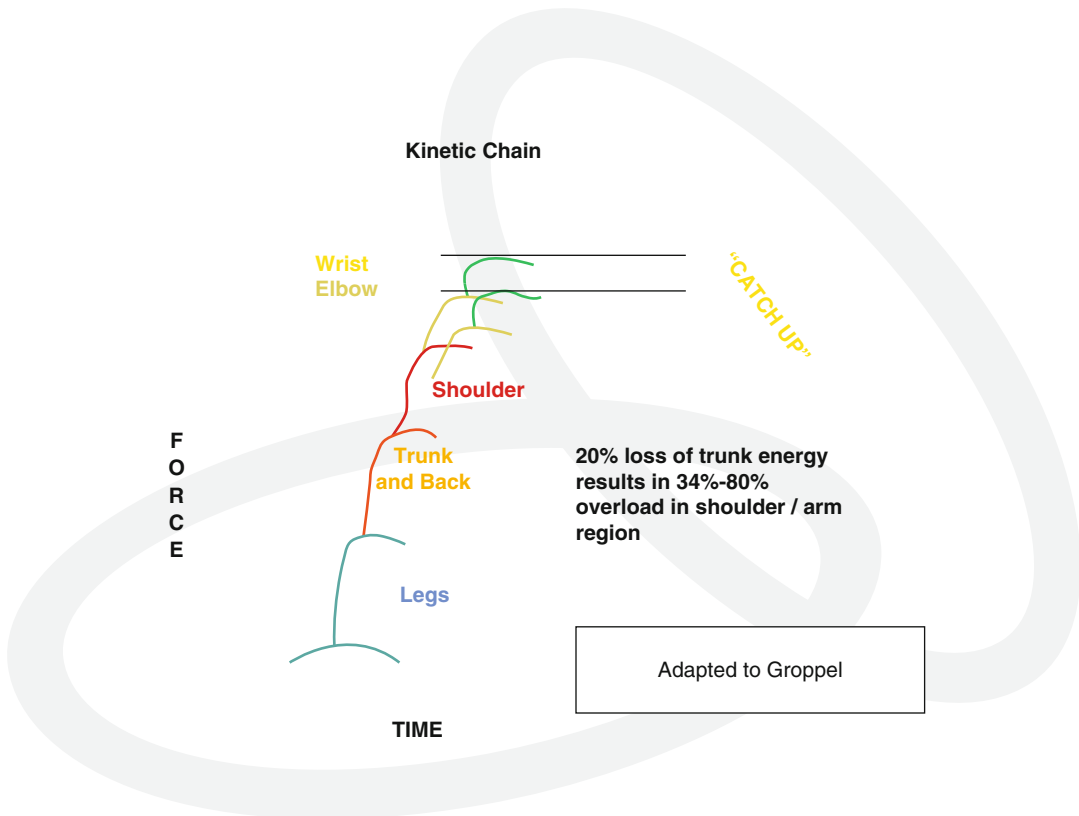 Kinetic Chain
Wrist
Elbow
"CATCH UP"
Shoulder
F
O
R
C
E
Trunk
and Back
20% loss of trunk energy
results in 34%-80%
overload in shoulder / arm
region
Legs
Adapted to Groppel
TIME